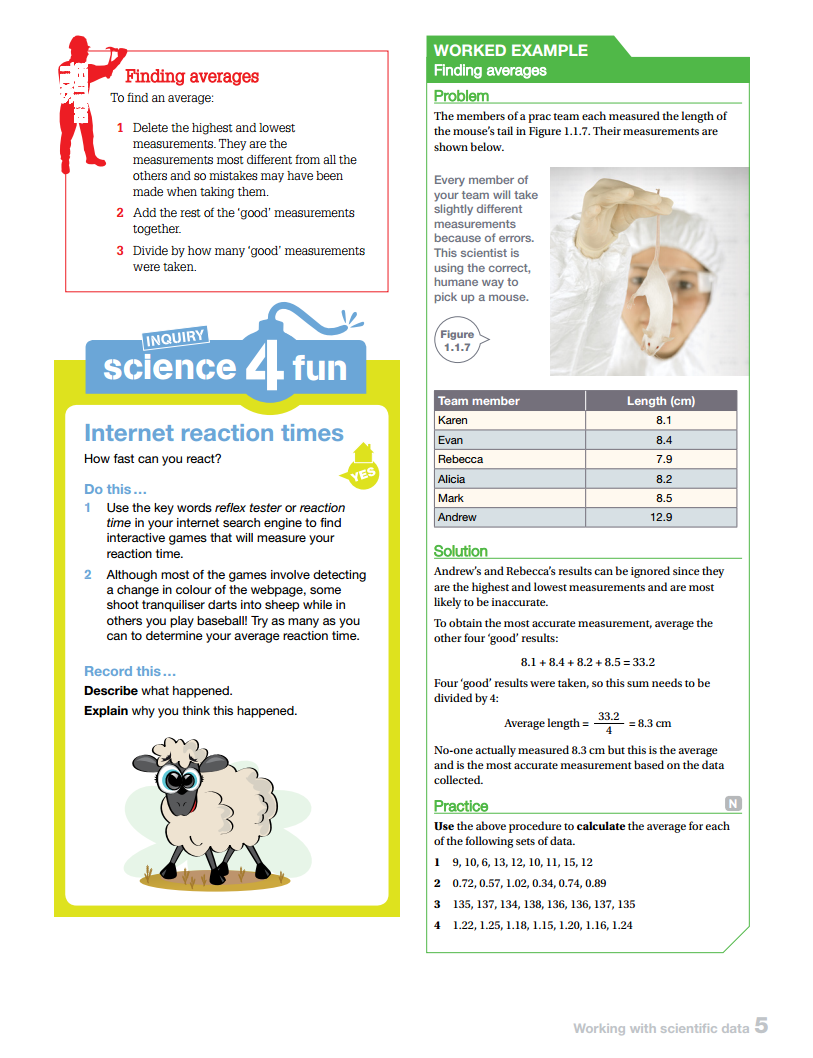 Finding averages
To find an average:
1 Delete the highest and lowest
measurements. They are the
measurements most different from all the
others and so mistakes may have been
made when taking them.
2 Add the rest of the ‘good’ measurements
together.
3 Divide by how many ‘good’ measurements
were taken.
INQUIRY
science 4 fun
Internet reaction times
How fast can you react?
YES
Do this…
1 Use the key words reflex tester or reaction
time in your internet search engine to find
interactive games that will measure your
reaction time.
2 Although most of the games involve detecting
a change in colour of the webpage, some
shoot tranquiliser darts into sheep while in
others you play baseball! Try as many as you
can to determine your average reaction time.
Record this…
Describe what happened.
Explain why you think this happened.
WORKED EXAMPLE
Finding averages
Problem
The members of a prac team each measured the length of
the mouse’s tail in Figure 1.1.7. Their measurements are
shown below.
Every member of
your team will take
slightly different
measurements
because of errors.
This scientist is
using the correct,
humane way to
pick up a mouse.
Figure
1.1.7
Team member Length (cm)
Karen 8.1
Evan 8.4
Rebecca 7.9
Alicia 8.2
Mark 8.5
Andrew 12.9
Solution
Andrew’s and Rebecca’s results can be ignored since they
are the highest and lowest measurements and are most
likely to be inaccurate.
To obtain the most accurate measurement, average the
other four ‘good’ results:
8.1 + 8.4 + 8.2 + 8.5 = 33.2
Four ‘good’ results were taken, so this sum needs to be
divided by 4:
Average length = 33.2 / 4 = 8.3 cm
No-one actually measured 8.3 cm but this is the average
and is the most accurate measurement based on the data
collected.
Practice N
Use the above procedure to calculate the average for each
of the following sets of data.
1 9, 10, 6, 13, 12, 10, 11, 15, 12
2 0.72, 0.57, 1.02, 0.34, 0.74, 0.89
3 135, 137, 134, 138, 136, 136, 137, 135
4 1.22, 1.25, 1.18, 1.15, 1.20, 1.16, 1.24
Working with scientific data 5